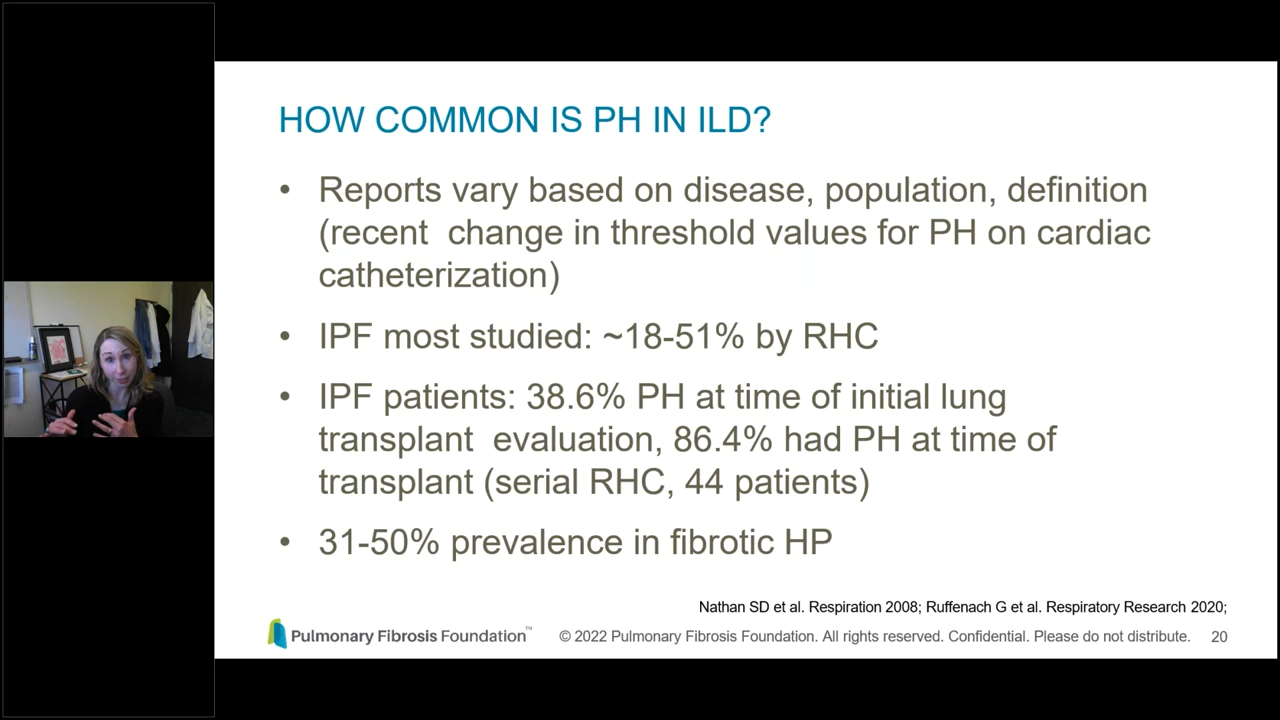 HOW COMMON IS PH IN ILD?
• Reports vary based on disease, population, definition
(recent change in threshold values for PH on cardiac
catheterization)
• IPF most studied: ~18-51% by RHC
• IPF patients: 38.6% PH at time of initial lung
transplant evaluation, 86.4% had PH at time of
transplant (serial RHC, 44 patients)
• 31-50% prevalence in fibrotic HP
Nathan SD et al. Respiration 2008; Ruffenach G et al. Respiratory Research 2020;
Pulmonary Fibrosis Foundation™ © 2022 Pulmonary Fibrosis Foundation. All rights reserved. Confidential. Please do not distribute. 20